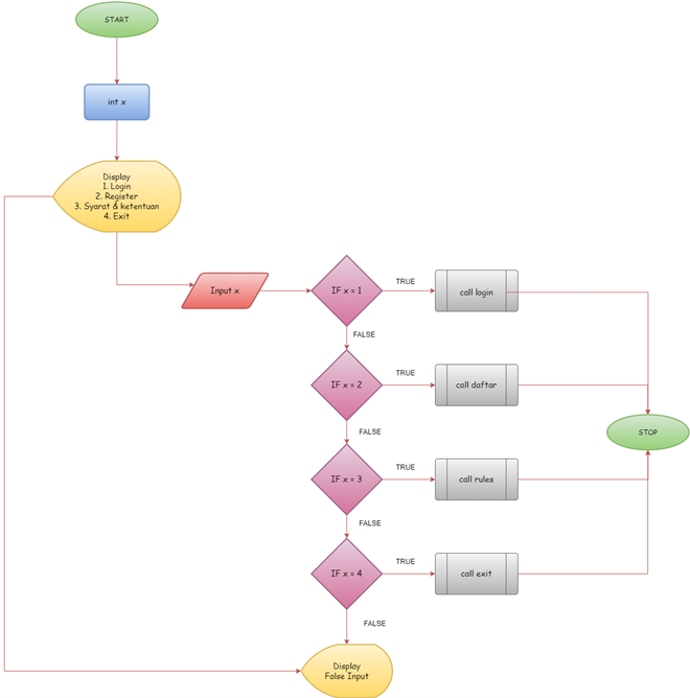 START
int x
Display
1. Login
2. Register
3. Syarat & ketentuan
4. Exit
Input x
IF x = 1
TRUE
call login
FALSE
IF x = 2
TRUE
call daftar
FALSE
STOP
IF x = 3
TRUE
call rules
FALSE
IF x = 4
TRUE
call exit
FALSE
Display
False Input